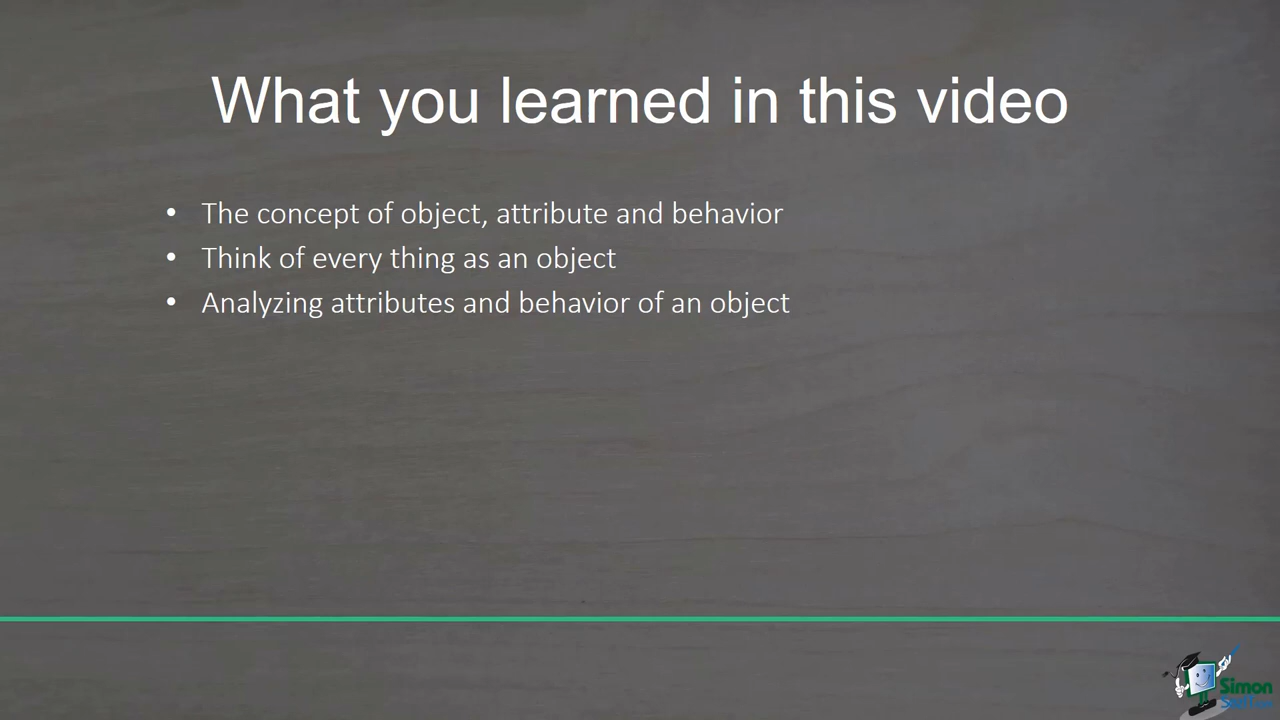 What you learned in this video
• The concept of object, attribute and behavior
• Think of every thing as an object
• Analyzing attributes and behavior of an object
Simon